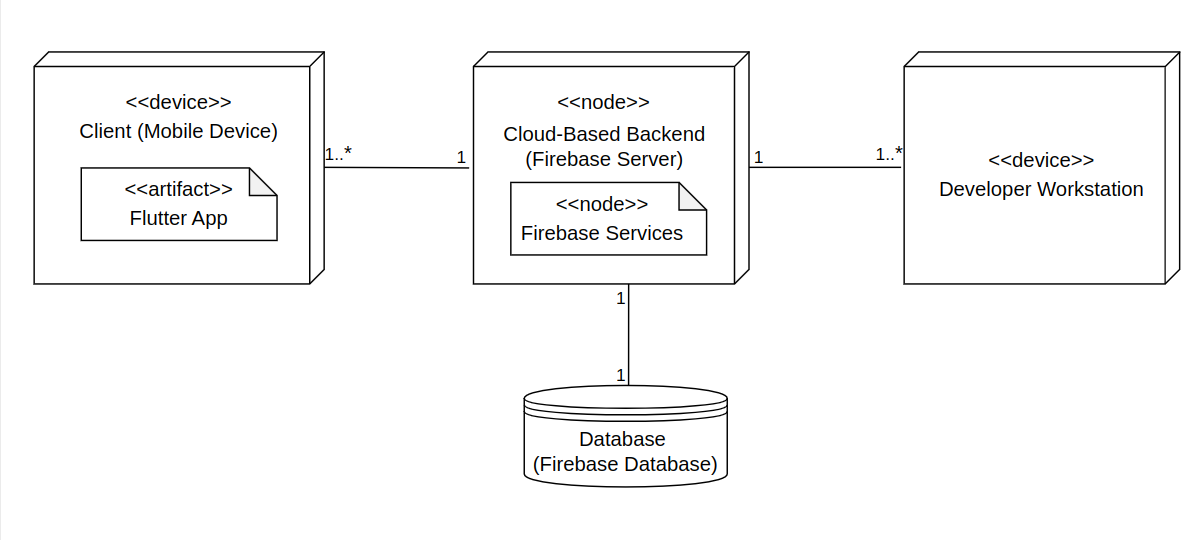 <<device>>
Client (Mobile Device)
<<artifact>>
Flutter App
1..*
1
<<node>>
Cloud-Based Backend
(Firebase Server)
<<node>>
Firebase Services
1
1..*
<<device>>
Developer Workstation
1
1
Database
(Firebase Database)